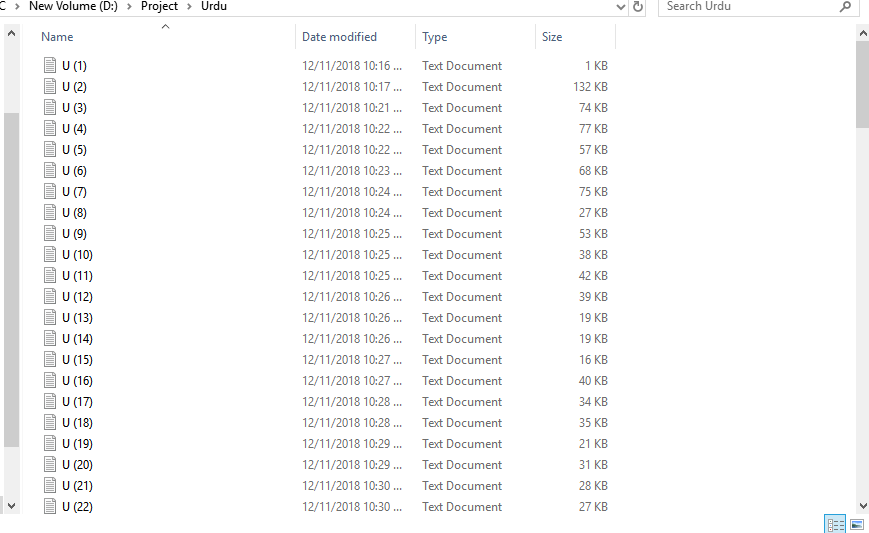 New Volume (D:) > Project > Urdu Search Urdu
Name Date modified Type Size
U (1) 12/11/2018 10:16 ... Text Document 1 KB
U (2) 12/11/2018 10:17 ... Text Document 132 KB
U (3) 12/11/2018 10:21 ... Text Document 74 KB
U (4) 12/11/2018 10:22 ... Text Document 77 KB
U (5) 12/11/2018 10:22 ... Text Document 57 KB
U (6) 12/11/2018 10:23 ... Text Document 68 KB
U (7) 12/11/2018 10:24 ... Text Document 75 KB
U (8) 12/11/2018 10:24 ... Text Document 27 KB
U (9) 12/11/2018 10:25 ... Text Document 53 KB
U (10) 12/11/2018 10:25 ... Text Document 38 KB
U (11) 12/11/2018 10:25 ... Text Document 42 KB
U (12) 12/11/2018 10:26 ... Text Document 39 KB
U (13) 12/11/2018 10:26 ... Text Document 19 KB
U (14) 12/11/2018 10:26 ... Text Document 19 KB
U (15) 12/11/2018 10:27 ... Text Document 16 KB
U (16) 12/11/2018 10:27 ... Text Document 40 KB
U (17) 12/11/2018 10:28 ... Text Document 34 KB
U (18) 12/11/2018 10:28 ... Text Document 35 KB
U (19) 12/11/2018 10:29 ... Text Document 21 KB
U (20) 12/11/2018 10:29 ... Text Document 31 KB
U (21) 12/11/2018 10:30 ... Text Document 28 KB
U (22) 12/11/2018 10:30 ... Text Document 27 KB